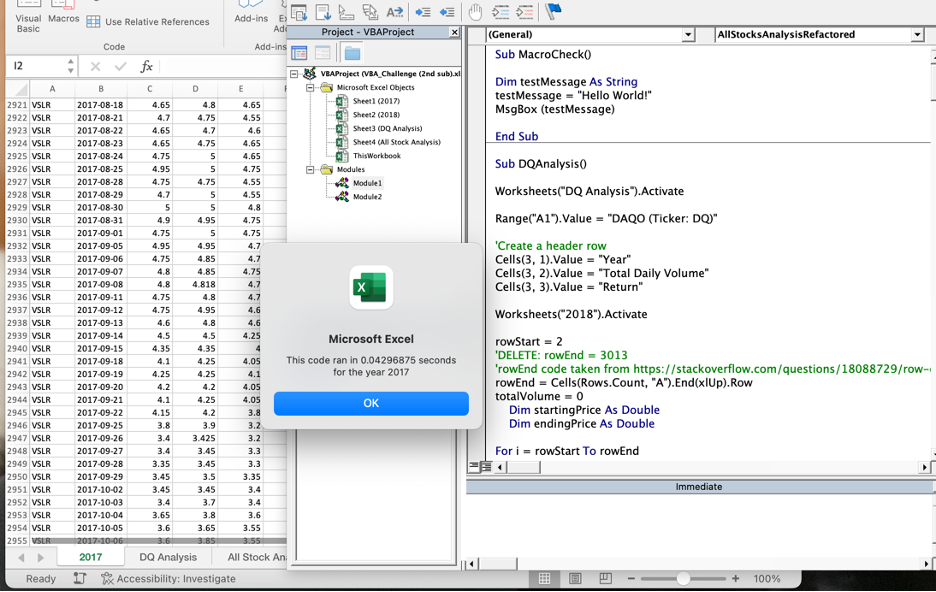 Visual Basic
Macros
Use Relative References
Code
Add-ins
Add-ins
Project - VBAProject
(General)
AllStocksAnalysisRefactored
I2
fx
A B C D E
2921 VSLR 2017-08-18 4.65 4.8 4.65
2922 VSLR 2017-08-21 4.7 4.75 4.55
2923 VSLR 2017-08-22 4.65 4.7 4.6
2924 VSLR 2017-08-23 4.65 4.75 4.65
2925 VSLR 2017-08-24 4.75 5 4.65
2926 VSLR 2017-08-25 4.95 5 4.75
2927 VSLR 2017-08-28 4.75 4.75 4.55
2928 VSLR 2017-08-29 4.7 5 4.55
2929 VSLR 2017-08-30 5 5 4.8
2930 VSLR 2017-08-31 4.9 4.95 4.75
2931 VSLR 2017-09-01 4.75 5 4.75
2932 VSLR 2017-09-05 4.95 4.95 4.7
2933 VSLR 2017-09-06 4.75 4.85 4.7
2934 VSLR 2017-09-07 4.8 4.85 4.75
2935 VSLR 2017-09-08 4.8 4.818 4.7
2936 VSLR 2017-09-11 4.75 4.8 4.7
2937 VSLR 2017-09-12 4.75 4.95 4.6
2938 VSLR 2017-09-13 4.6 4.8 4.6
2939 VSLR 2017-09-14 4.5 4.5 4.25
2940 VSLR 2017-09-15 4.35 4.35 4
2941 VSLR 2017-09-18 4.1 4.25 4.05
2942 VSLR 2017-09-19 4.25 4.25 4.1
2943 VSLR 2017-09-20 4.2 4.2 4.05
2944 VSLR 2017-09-21 4.1 4.25 4.05
2945 VSLR 2017-09-22 4.15 4.2 3.8
2946 VSLR 2017-09-25 3.8 3.9 3.2
2947 VSLR 2017-09-26 3.4 3.425 3.2
2948 VSLR 2017-09-27 3.4 3.45 3.3
2949 VSLR 2017-09-28 3.35 3.45 3.3
2950 VSLR 2017-09-29 3.45 3.5 3.35
2951 VSLR 2017-10-02 3.45 3.45 3.4
2952 VSLR 2017-10-03 3.4 3.7 3.4
2953 VSLR 2017-10-04 3.65 3.8 3.6
2954 VSLR 2017-10-05 3.6 3.65 3.55
2955 VSLR 2017-10-06 3.6 3.85 3.55
2017
DQ Analysis
All Stock An
Ready
Accessibility: Investigate
100%
VBAProject (VBA_Challenge (2nd sub).xl
Microsoft Excel Objects
Sheet1 (2017)
Sheet2 (2018)
Sheet3 (DQ Analysis)
Sheet4 (All Stock Analysis)
ThisWorkbook
Modules
Module1
Module2
Microsoft Excel
This code ran in 0.04296875 seconds
for the year 2017
OK
Sub MacroCheck()
Dim testMessage As String
testMessage = "Hello World!"
MsgBox (testMessage)
End Sub
Sub DQAnalysis()
Worksheets("DQ Analysis").Activate
Range("A1").Value = "DAQO (Ticker: DQ)"
'Create a header row
Cells(3, 1).Value = "Year"
Cells(3, 2).Value = "Total Daily Volume"
Cells(3, 3).Value = "Return"
Worksheets("2018").Activate
rowStart = 2
'DELETE: rowEnd = 3013
'rowEnd code taken from https://stackoverflow.com/questions/18088729/row-
rowEnd = Cells(Rows.Count, "A").End(xlUp).Row
totalVolume = 0
Dim startingPrice As Double
Dim endingPrice As Double
For i = rowStart To rowEnd
Immediate